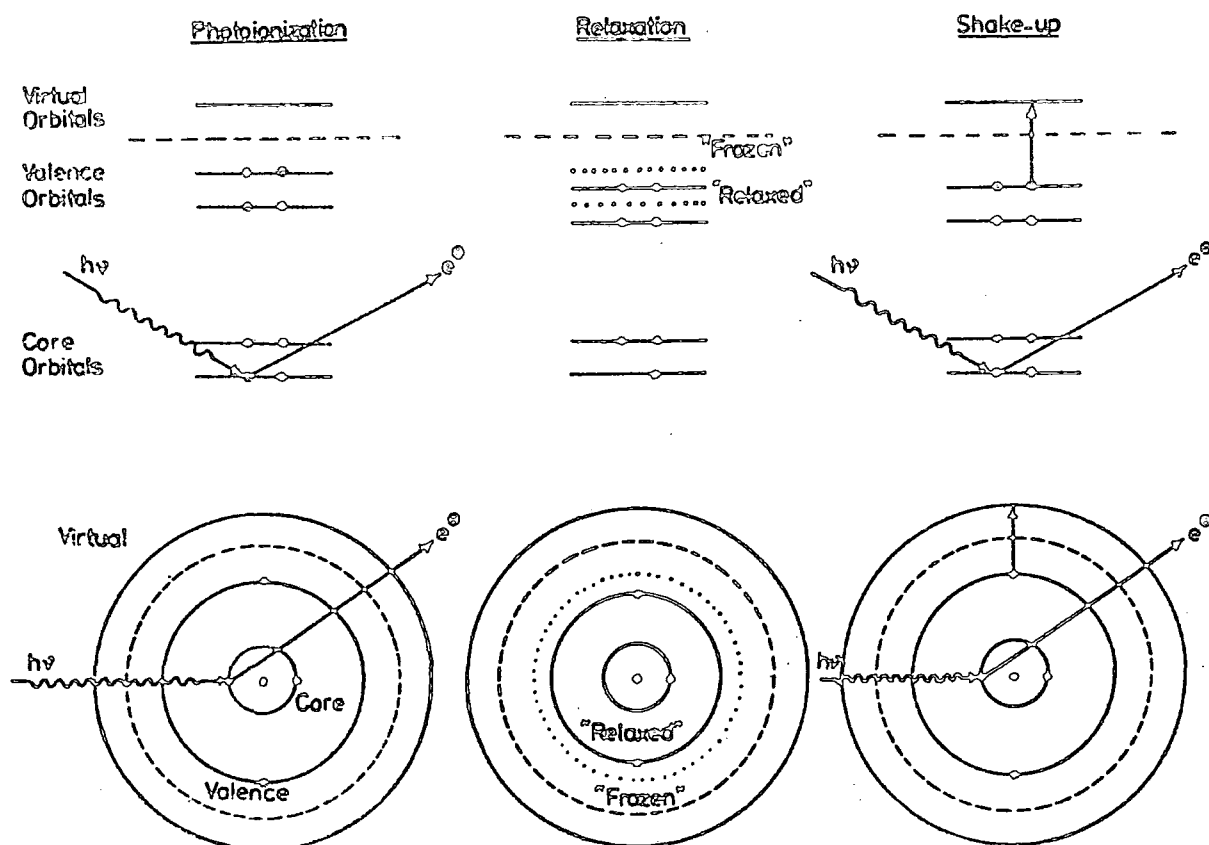 Photoionization
Relaxation
Shake-up
Virtual
Orbitals
"Frozen"
Valence
Orbitals
"Relaxed"
hν
e⊖
hν
e⊖
Core
Orbitals
Virtual
e⊖
e⊖
hν
Core
Valence
"Relaxed"
"Frozen"
hν